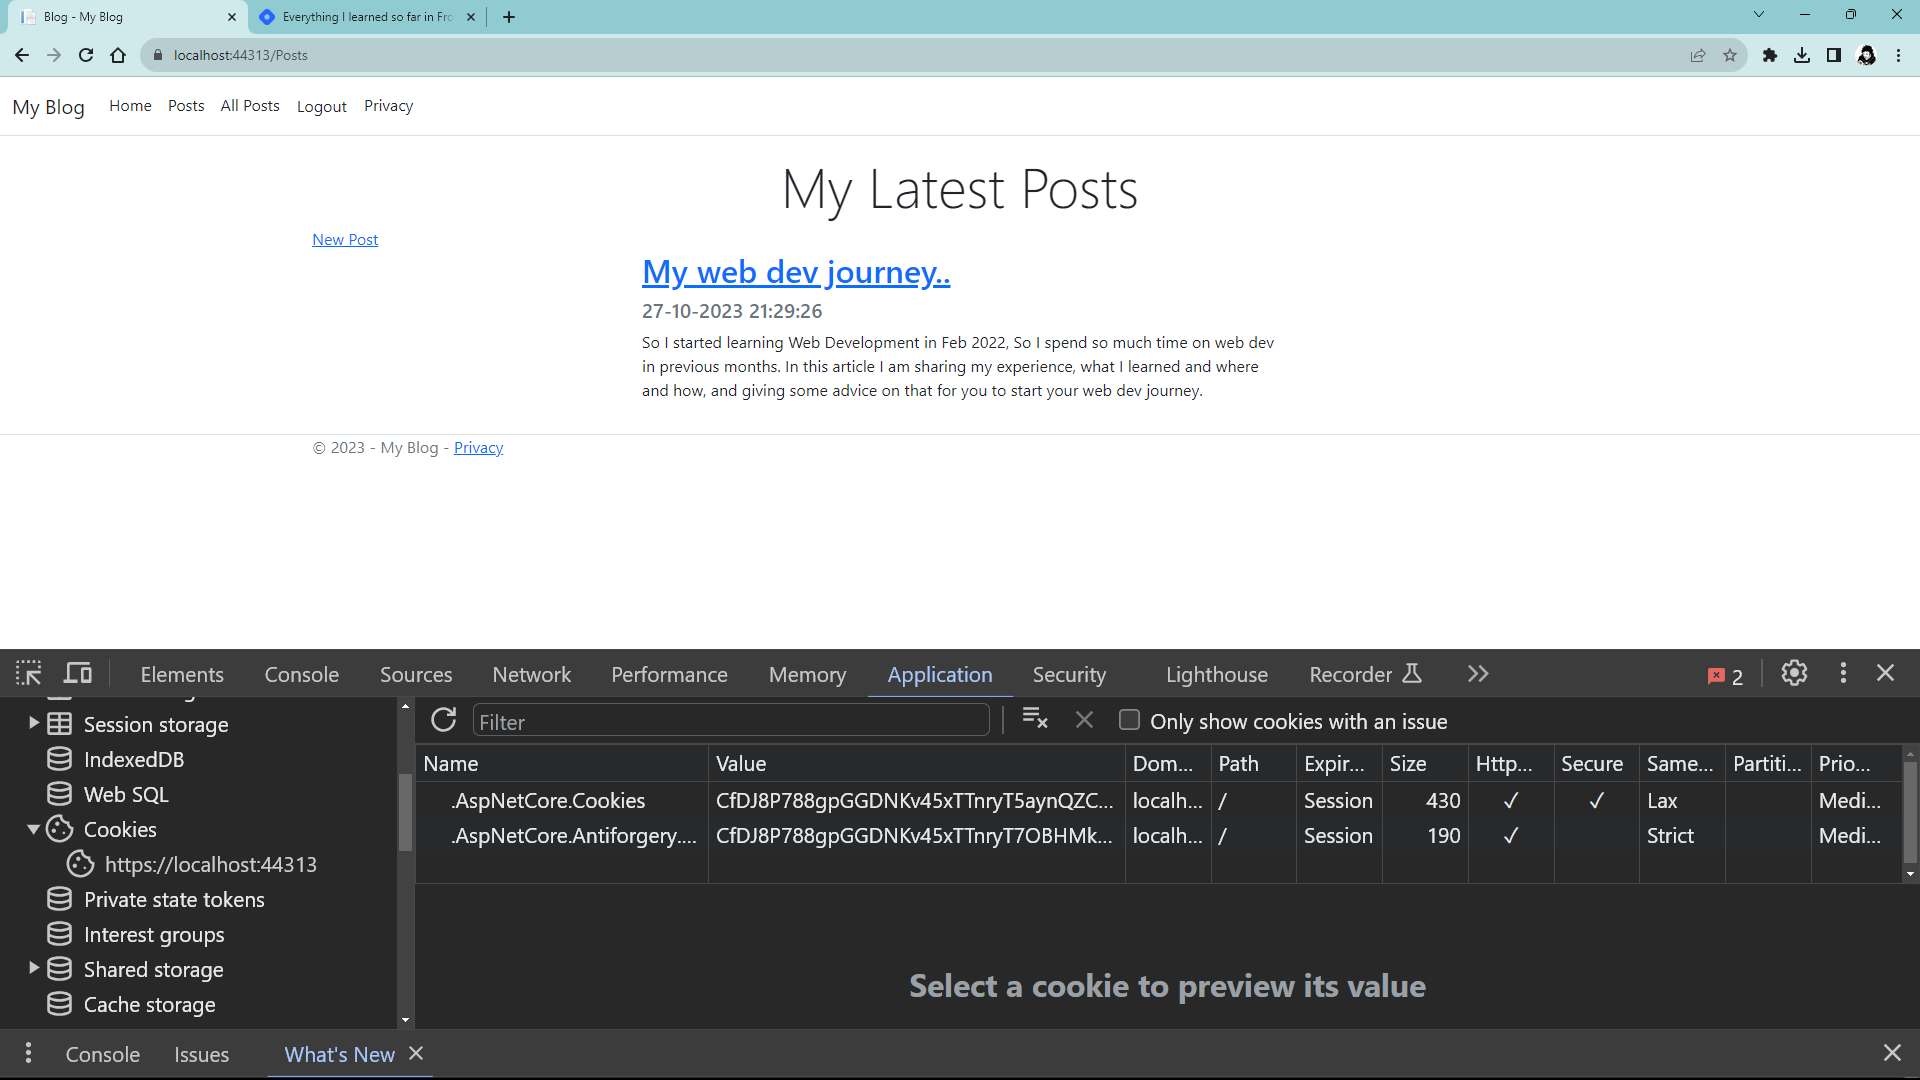 Blog - My Blog
Everything I learned so far in Fro
localhost:44313/Posts
My Blog Home Posts All Posts Logout Privacy
My Latest Posts
New Post
My web dev journey..
27-10-2023 21:29:26
So I started learning Web Development in Feb 2022, So I spend so much time on web dev
in previous months. In this article I am sharing my experience, what I learned and where
and how, and giving some advice on that for you to start your web dev journey.
© 2023 - My Blog - Privacy
Elements Console Sources Network Performance Memory Application Security Lighthouse Recorder 2
Session storage
IndexedDB
Web SQL
Cookies
https://localhost:44313
Private state tokens
Interest groups
Shared storage
Cache storage
Filter Only show cookies with an issue
Name Value Dom... Path Expir... Size Http... Secure Same... Partiti... Prio...
.AspNetCore.Cookies CfDJ8P788gpGGDNKv45xTTnryT5aynQZC... localh... / Session 430 ✓ ✓ Lax Medi...
.AspNetCore.Antiforgery.... CfDJ8P788gpGGDNKv45xTTnryT7OBHMk... localh... / Session 190 ✓ Strict Medi...
Select a cookie to preview its value
Console Issues What's New